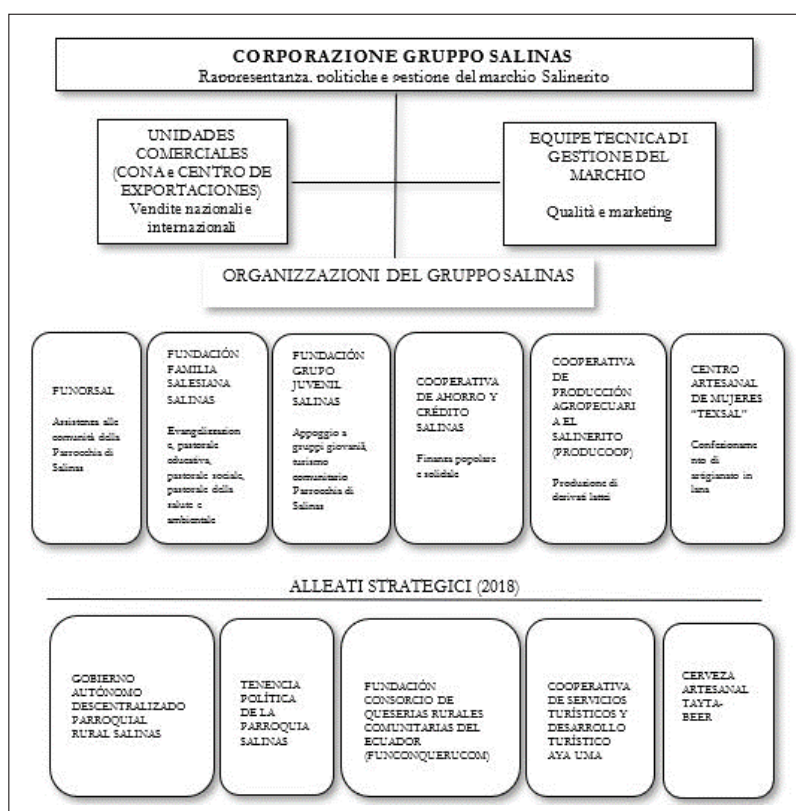 CORPORAZIONE GRUPPO SALINAS
Rappresentanza, politiche e gestione del marchio Salinerito
UNIDADES
COMERCIALES
(CONA e CENTRO DE
EXPORTACIONES)
Vendite nazionali e
internazionali
EQUIPE TECNICA DI
GESTIONE DEL
MARCHIO
Qualità e marketing
ORGANIZZAZIONI DEL GRUPPO SALINAS
FUNORSAL
Assistenza alle
comunità della
Parrocchia di
Salinas
FUNDACIÓN
FAMILIA
SALESIANA
SALINAS
Evangelizzazion
e, pastorale
educativa,
pastorale sociale,
pastorale della
salute e
ambientale
FUNDACIÓN
GRUPO
JUVENIL
SALINAS
Appoggio a
gruppi giovanili,
turismo
comunitario
Parrocchia di
Salinas
COOPERATIVA
DE AHORRO Y
CRÉDITO
SALINAS
Finanza popolare
e solidale
COOPERATIVA
DE
PRODUCCIÓN
AGROPECUARI
A EL
SALINERITO
(PRODUCOOP)
Produzione di
derivati lattei
CENTRO
ARTESANAL
DE MUJERES
“TEXSAL”
Confezioname
nto di
artigianato in
lana
ALLEATI STRATEGICI (2018)
GOBIERNO
AUTÓNOMO
DESCENTRALIZADO
PARROQUIAL
RURAL SALINAS
TENENCIA
POLÍTICA
DE LA
PARROQUIA
SALINAS
FUNDACIÓN
CONSORCIO DE
QUESERIAS RURALES
COMUNITARIAS DEL
ECUADOR
(FUNCONQUERUCOM)
COOPERATIVA
DE SERVICIOS
TURÍSTICOS Y
DESARROLLO
TURÍSTICO
AYA UMA
CERVEZA
ARTESANAL
TAYTA-
BEER